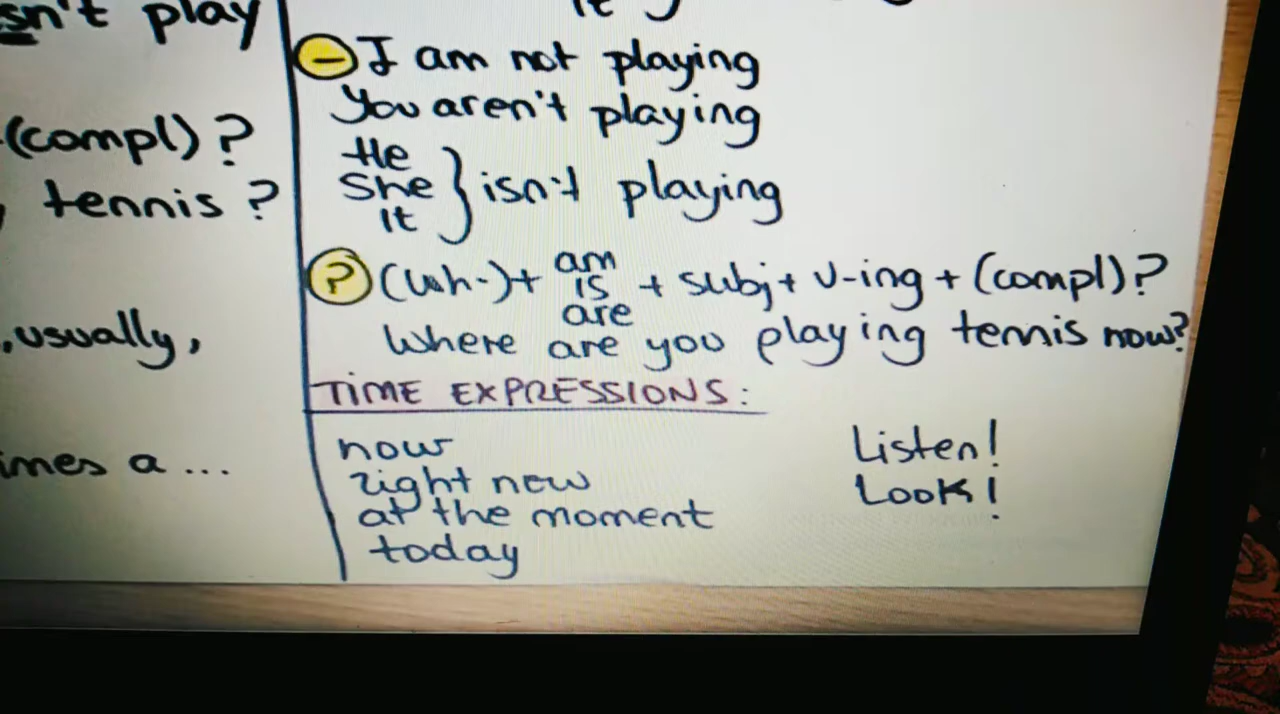 sn't play
(compl)?
tennis?
, usually,
imes a ...
It
− I am not playing
You aren't playing
He
She } isn't playing
It
? (Wh-) + am
is + subj + v-ing + (compl)?
are
Where are you playing tennis now?
TIME EXPRESSIONS:
now
right now
at the moment
today
Listen!
Look!